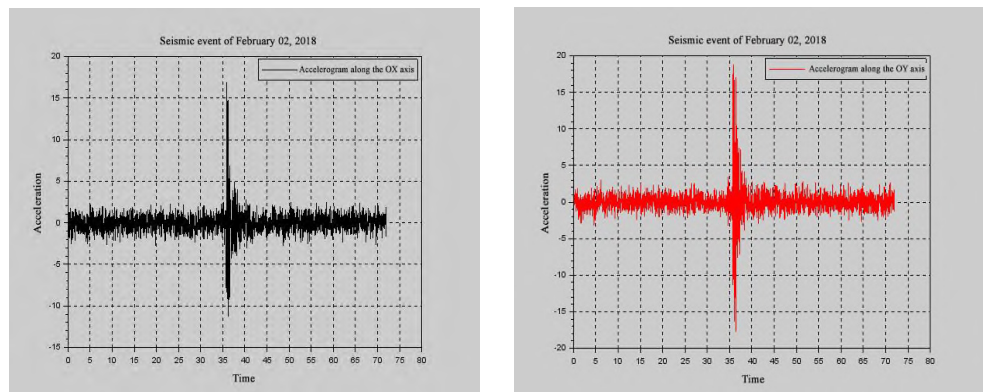 Seismic event of February 02, 2018
Accelerogram along the OX axis
Acceleration
20
15
10
5
0
-5
-10
-15
0 5 10 15 20 25 30 35 40 45 50 55 60 65 70 75 80
Time
Seismic event of February 02, 2018
Accelerogram along the OY axis
Acceleration
20
15
10
5
0
-5
-10
-15
-20
0 5 10 15 20 25 30 35 40 45 50 55 60 65 70 75 80
Time